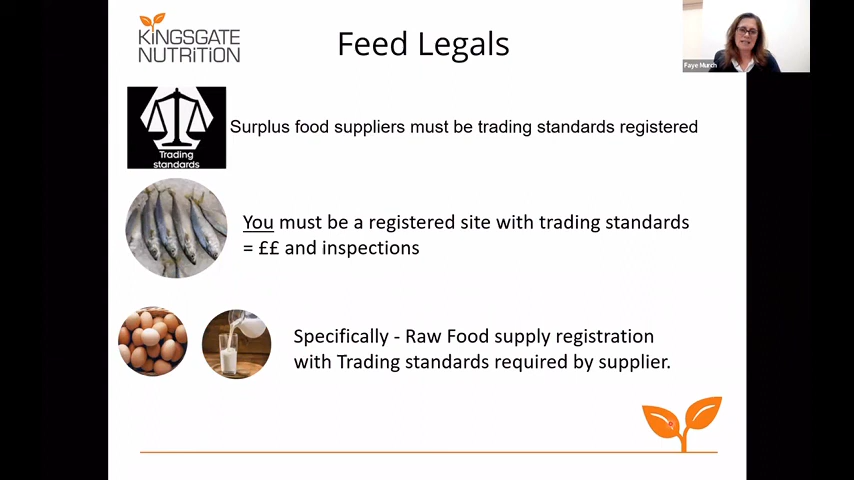 KiNGSGATE
NUTRiTiON
Feed Legals
Faye Murch
Trading
standards
Surplus food suppliers must be trading standards registered
You must be a registered site with trading standards
= ££ and inspections
Specifically - Raw Food supply registration
with Trading standards required by supplier.